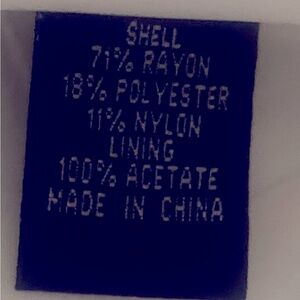 SHELL
71% RAYON
18% POLYESTER
11% NYLON
LINING
100% ACETATE
MADE IN CHINA